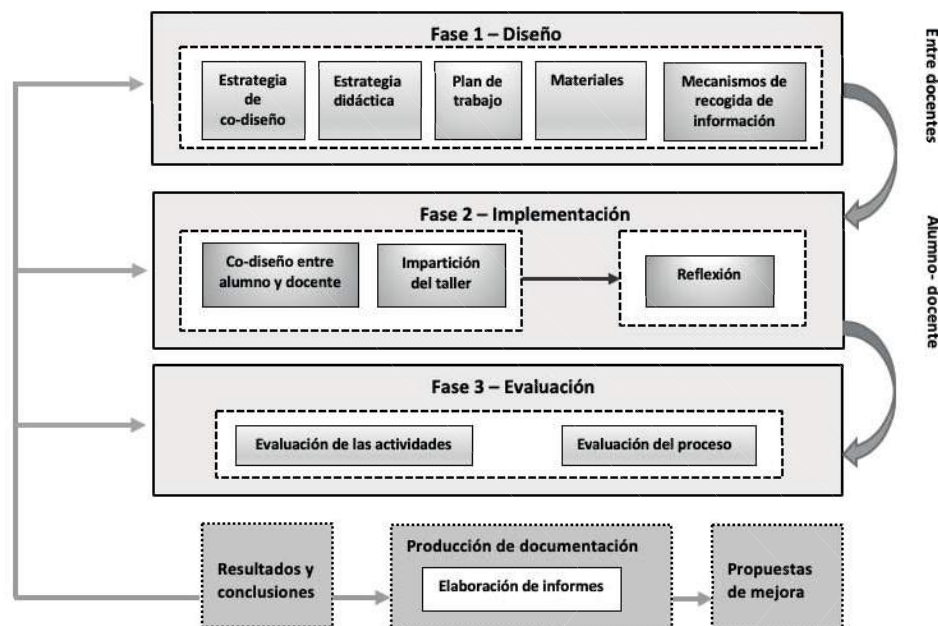 Fase 1 – Diseño
Estrategia
de
co-diseño
Estrategia
didáctica
Plan de
trabajo
Materiales
Mecanismos de
recogida de
información
Entre docentes
Fase 2 – Implementación
Co-diseño entre
alumno y docente
Impartición
del taller
Reflexión
Alumno- docente
Fase 3 – Evaluación
Evaluación de las actividades
Evaluación del proceso
Resultados y
conclusiones
Producción de documentación
Elaboración de informes
Propuestas
de mejora